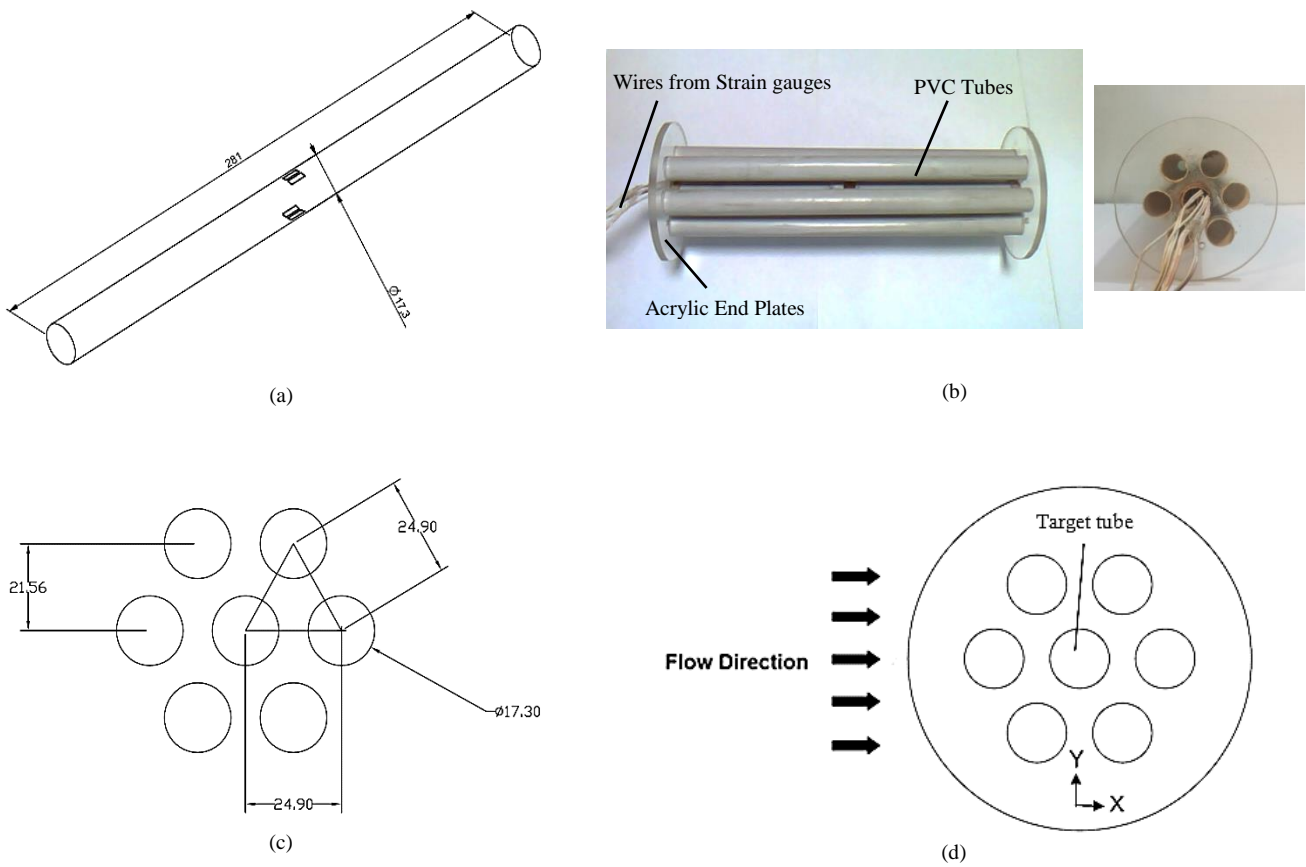 281
Ø17.3
(a)
Wires from Strain gauges
PVC Tubes
Acrylic End Plates
(b)
24.90
21.56
Ø17.30
24.90
(c)
Target tube
Flow Direction
Y
X
(d)